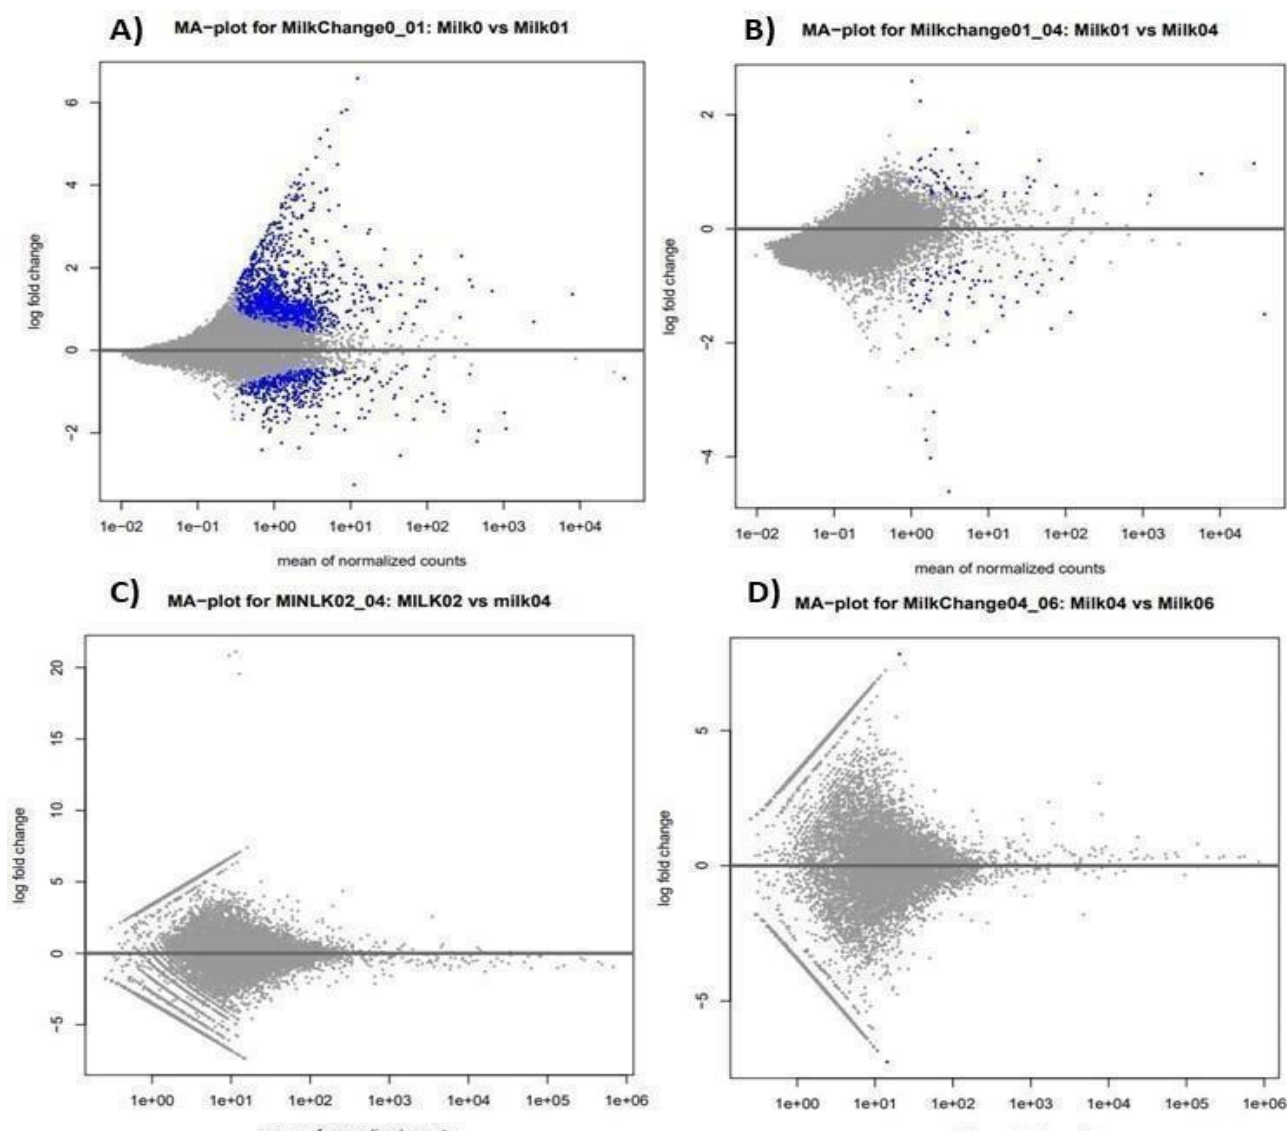 A) MA−plot for MilkChange0_01: Milk0 vs Milk01
6
4
2
0
−2
log fold change
1e−02 1e−01 1e+00 1e+01 1e+02 1e+03 1e+04
mean of normalized counts
B) MA−plot for Milkchange01_04: Milk01 vs Milk04
2
0
−2
−4
log fold change
1e−02 1e−01 1e+00 1e+01 1e+02 1e+03 1e+04
mean of normalized counts
C) MA−plot for MINLK02_04: MILK02 vs milk04
20
15
10
5
0
−5
log fold change
1e+00 1e+01 1e+02 1e+03 1e+04 1e+05 1e+06
D) MA−plot for MilkChange04_06: Milk04 vs Milk06
5
0
−5
log fold change
1e+00 1e+01 1e+02 1e+03 1e+04 1e+05 1e+06